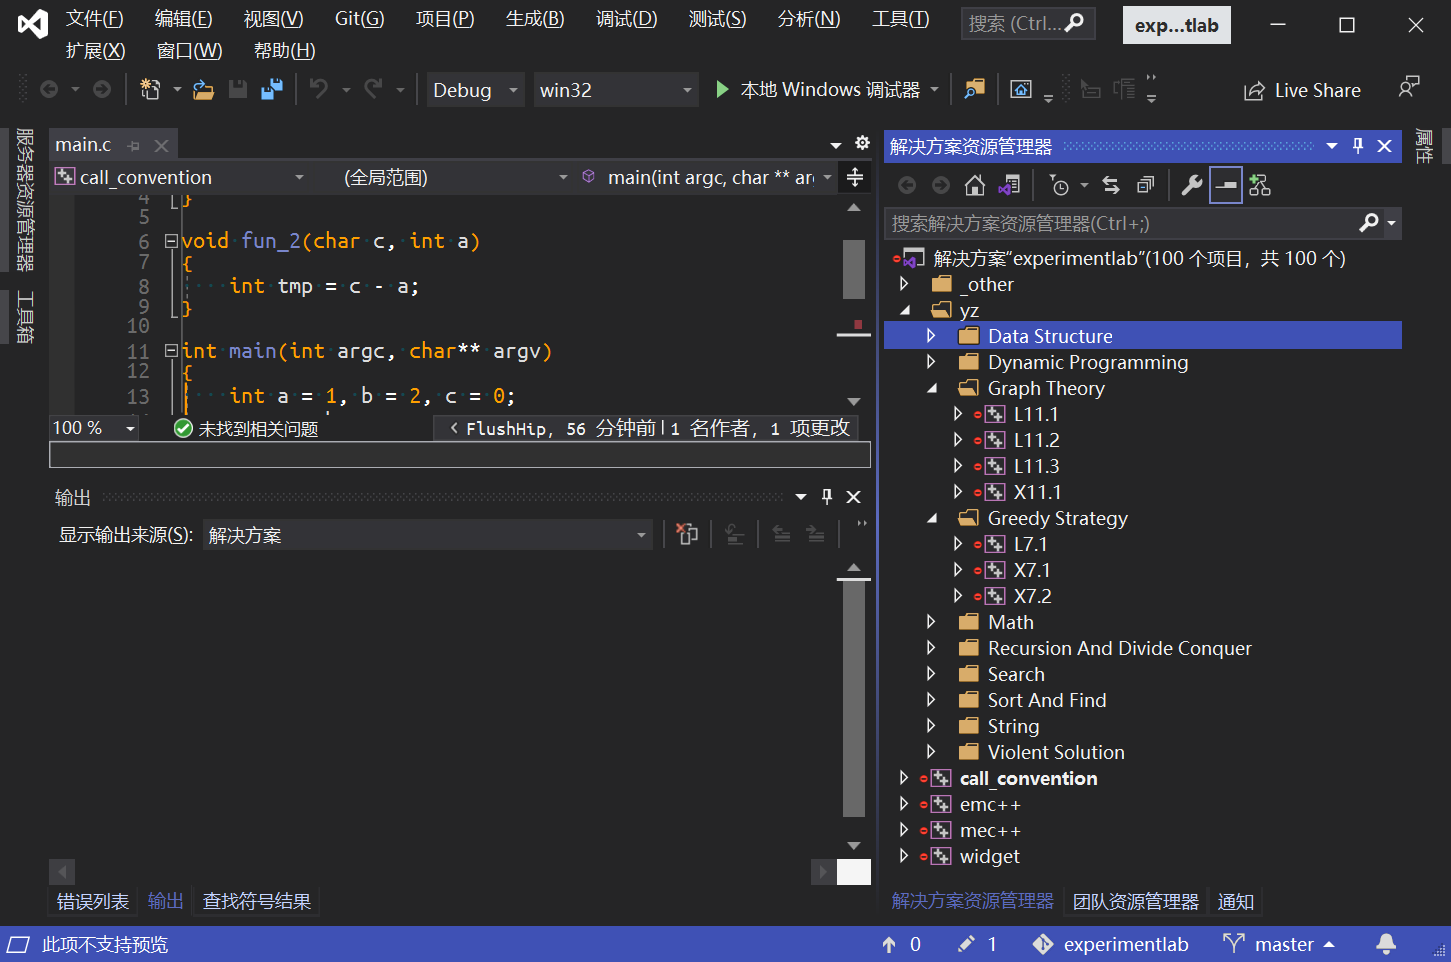 文件(F) 编辑(E) 视图(V) Git(G) 项目(P) 生成(B) 调试(D) 测试(S) 分析(N) 工具(T) 搜索 (Ctrl... exp...tlab
扩展(X) 窗口(W) 帮助(H)
Debug win32 本地 Windows 调试器 Live Share
服务器资源管理器
工具箱
main.c
call_convention (全局范围) main(int argc, char ** ar
4 }
5
6 void fun_2(char c, int a)
7 {
8 int tmp = c - a;
9 }
10
11 int main(int argc, char** argv)
12 {
13 int a = 1, b = 2, c = 0;
100 % 未找到相关问题 FlushHip, 56 分钟前 | 1 名作者, 1 项更改
输出
显示输出来源(S): 解决方案
错误列表 输出 查找符号结果
解决方案资源管理器
搜索解决方案资源管理器(Ctrl+;)
解决方案"experimentlab"(100 个项目，共 100 个)
_other
yz
Data Structure
Dynamic Programming
Graph Theory
L11.1
L11.2
L11.3
X11.1
Greedy Strategy
L7.1
X7.1
X7.2
Math
Recursion And Divide Conquer
Search
Sort And Find
String
Violent Solution
call_convention
emc++
mec++
widget
解决方案资源管理器 团队资源管理器 通知
属性
此项不支持预览 0 1 experimentlab master